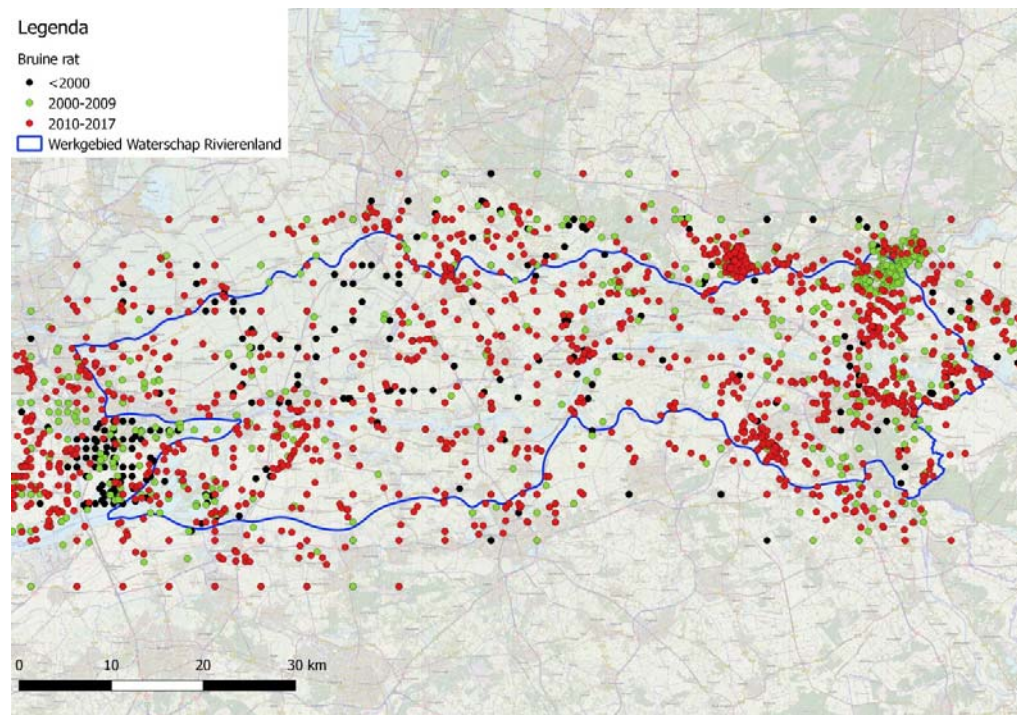 Legenda
Bruine rat
<2000
2000-2009
2010-2017
Werkgebied Waterschap Rivierenland
0 10 20 30 km